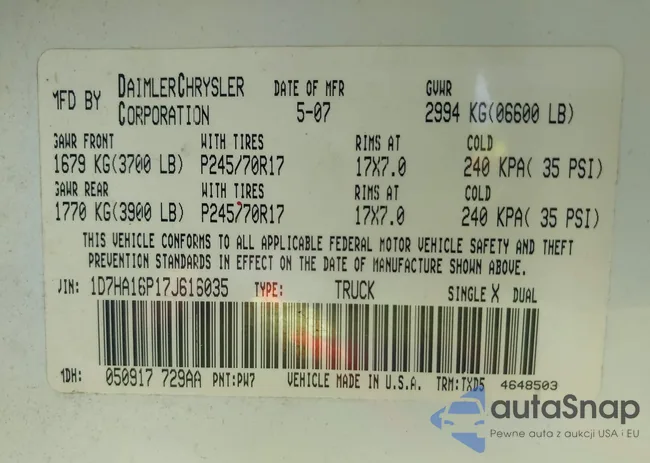 MFD BY DAIMLERCHRYSLER CORPORATION DATE OF MFR 5-07 GVWR 2994 KG(06600 LB)
GAWR FRONT WITH TIRES RIMS AT COLD
1679 KG(3700 LB) P245/70R17 17X7.0 240 KPA( 35 PSI)
GAWR REAR WITH TIRES RIMS AT COLD
1770 KG(3900 LB) P245/70R17 17X7.0 240 KPA( 35 PSI)
THIS VEHICLE CONFORMS TO ALL APPLICABLE FEDERAL MOTOR VEHICLE SAFETY AND THEFT
PREVENTION STANDARDS IN EFFECT ON THE DATE OF MANUFACTURE SHOWN ABOVE.
VIN: 1D7HA16P17J616035 TYPE: TRUCK SINGLE X DUAL
MDH: 050917 729AA PNT:PW7 VEHICLE MADE IN U.S.A. TRM:TXD5 4648503
autaSnap
Pewne auta z aukcji USA i EU